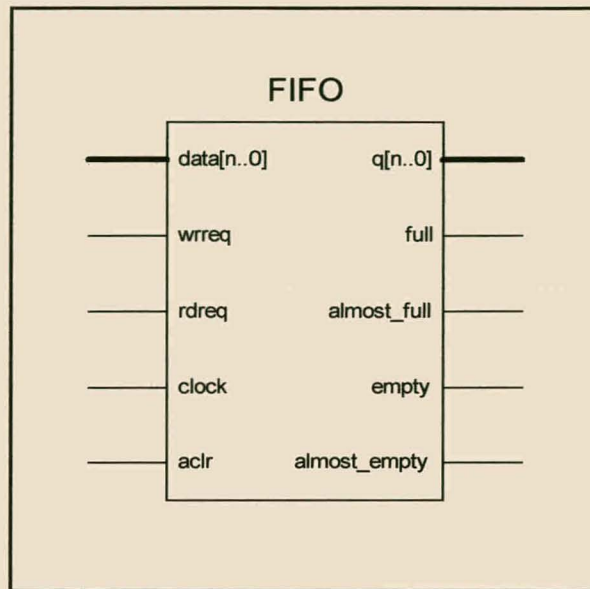 FIFO
data[n..0] q[n..0]
wrreq full
rdreq almost_full
clock empty
aclr almost_empty